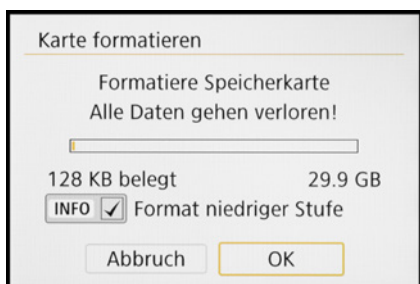 Karte formatieren
Formatiere Speicherkarte
Alle Daten gehen verloren!
128 KB belegt 29.9 GB
INFO Format niedriger Stufe
Abbruch OK